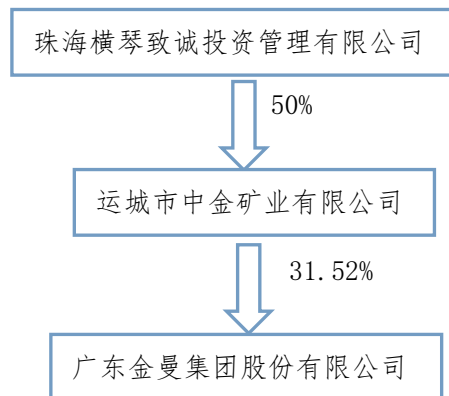 珠海横琴致诚投资管理有限公司
50%
运城市中金矿业有限公司
31.52%
广东金曼集团股份有限公司